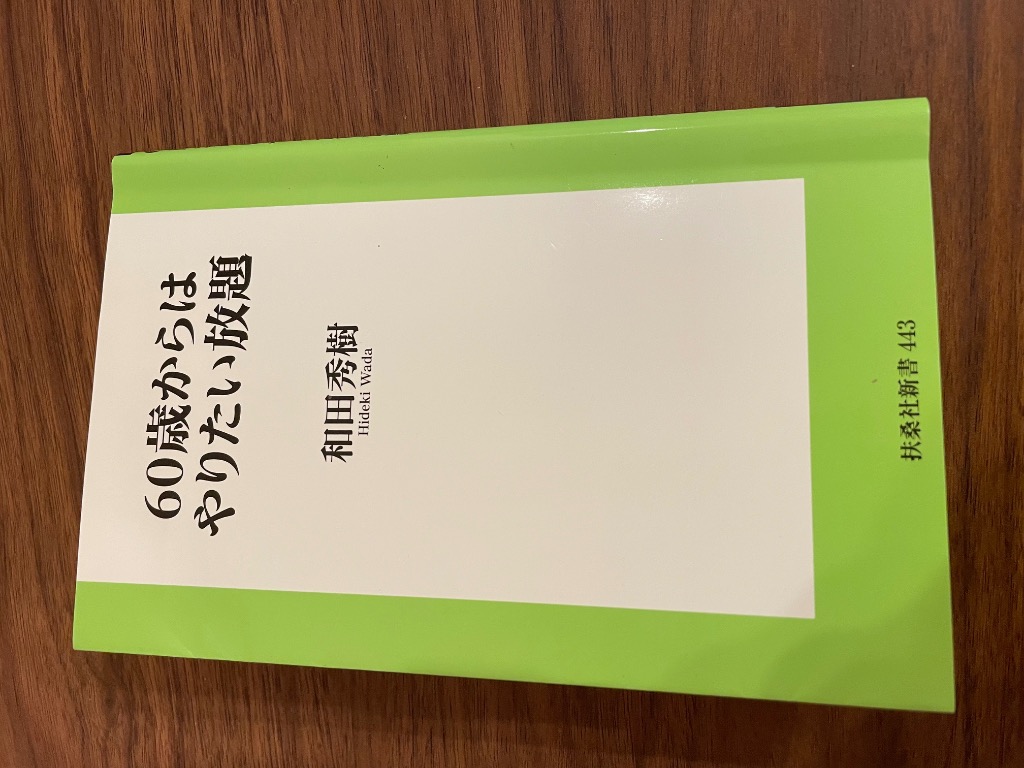 60歳からは
やりたい放題
和田秀樹
Hideki Wada
扶桑社新書 443